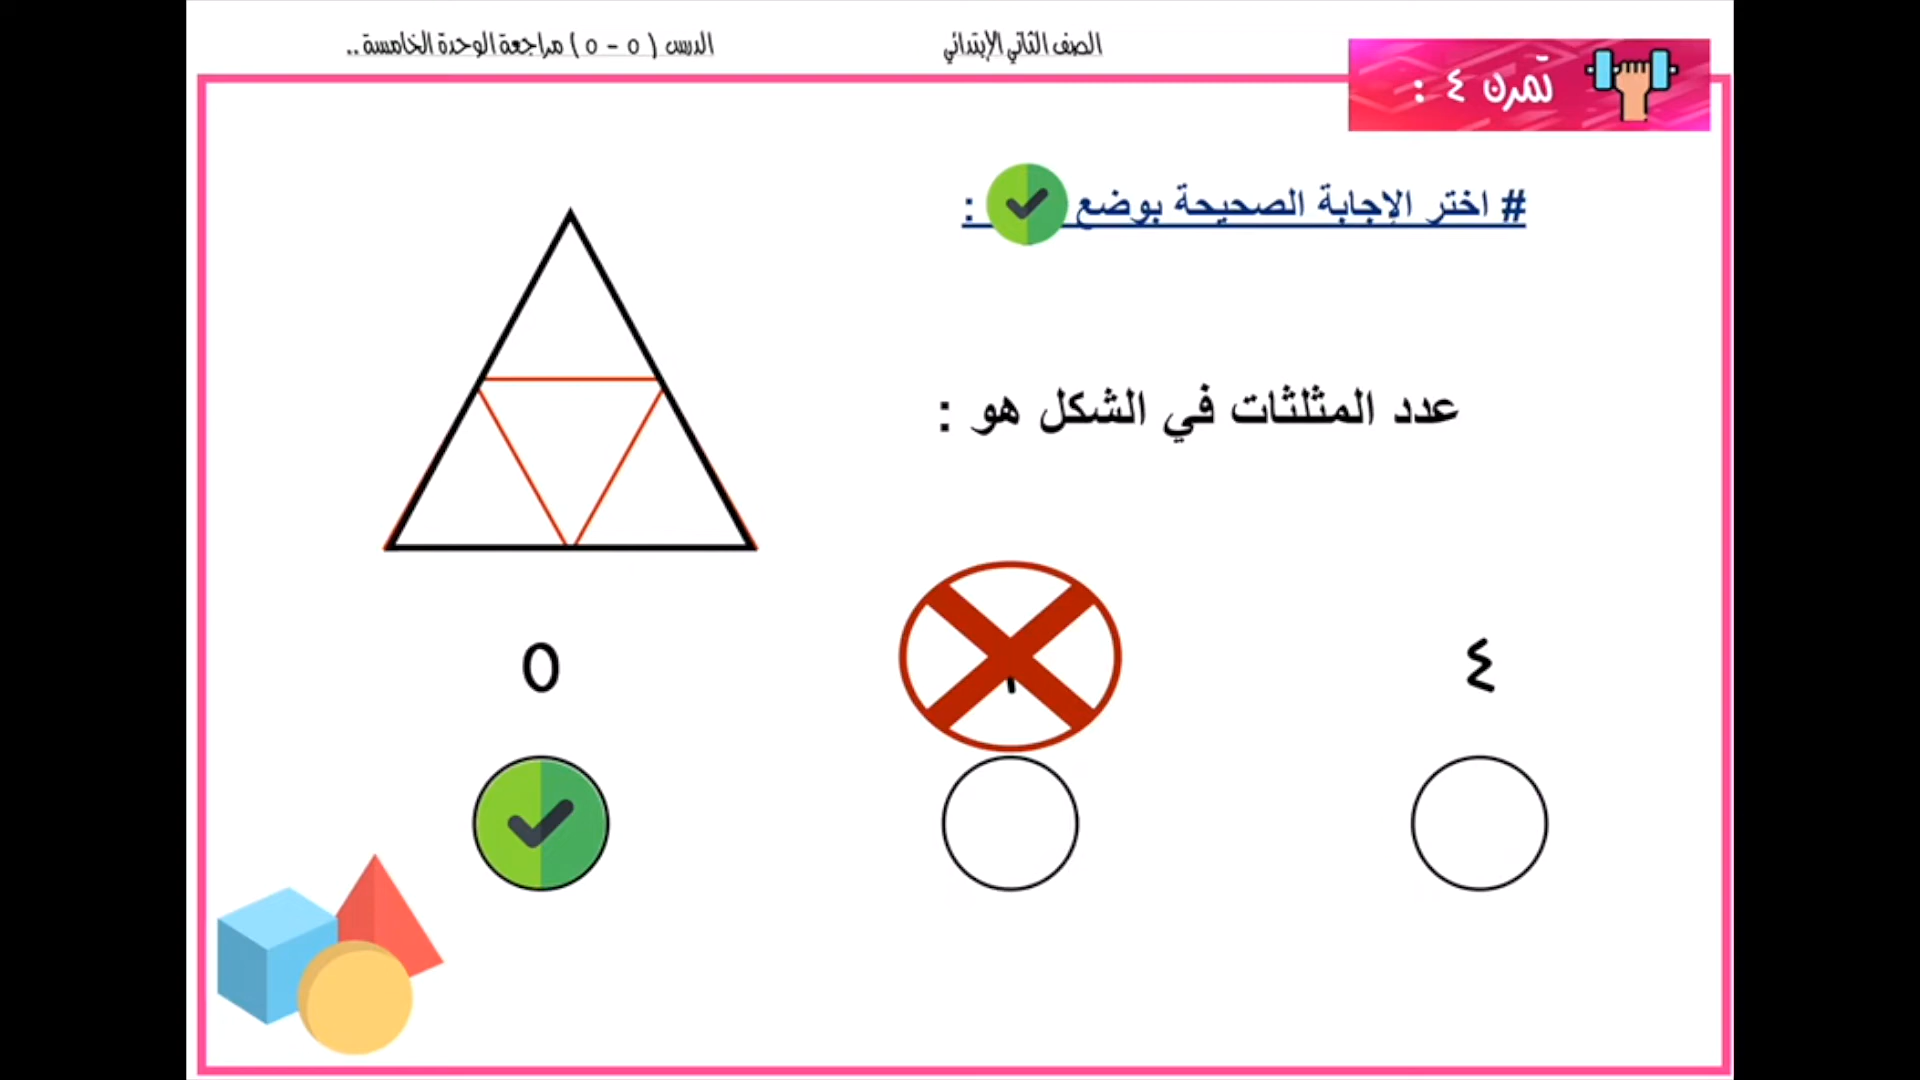 الصف الثاني الإبتدائي
الدرس ( ٥ - ٥ ) مراجعة الوحدة الخامسة ..
تمرن ٤ :
# اختر الإجابة الصحيحة بوضع :
عدد المثلثات في الشكل هو :
٤
٥